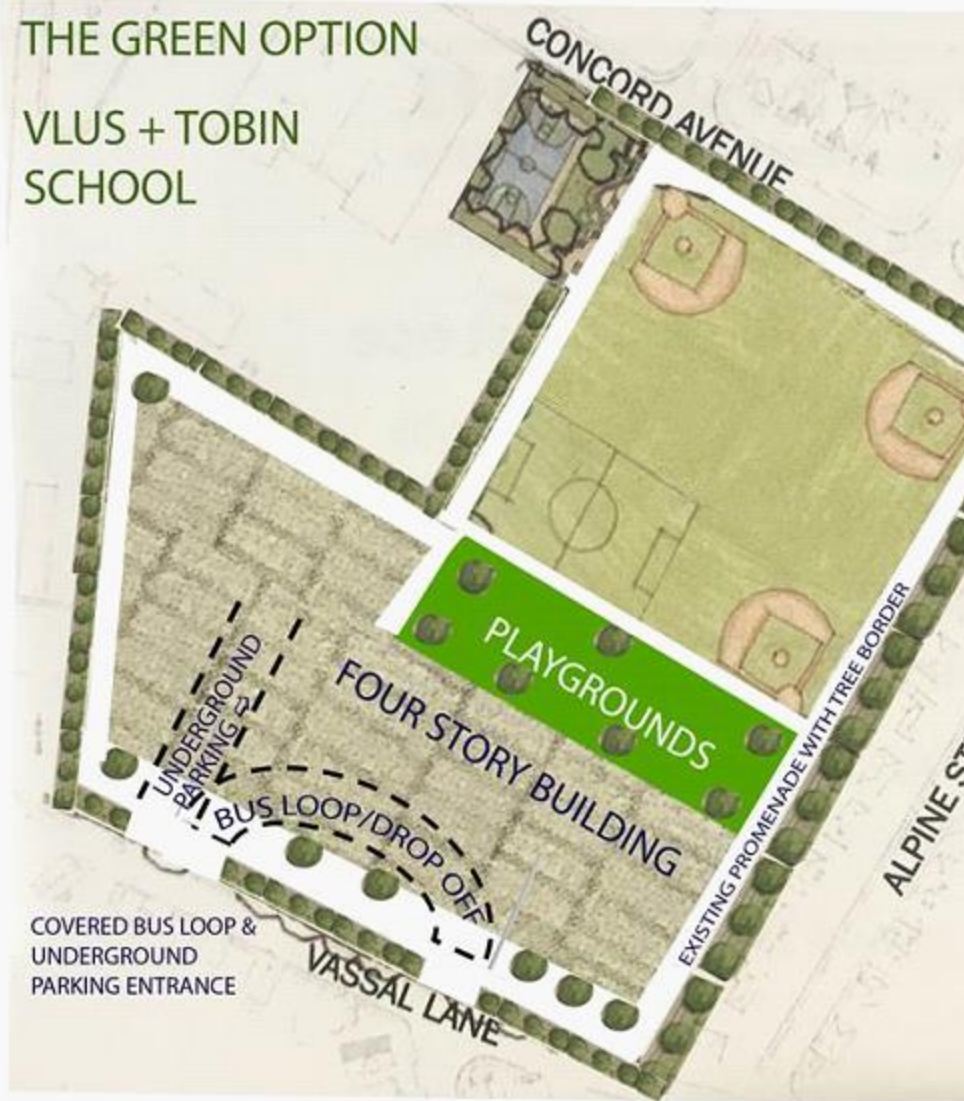 THE GREEN OPTION
VLUS + TOBIN
SCHOOL
CONCORD AVENUE
PLAYGROUNDS
FOUR STORY BUILDING
UNDERGROUND
PARKING
BUS LOOP/DROP OFF
EXISTING PROMENADE WITH TREE BORDER
ALPINE ST
COVERED BUS LOOP &
UNDERGROUND
PARKING ENTRANCE
VASSAL LANE